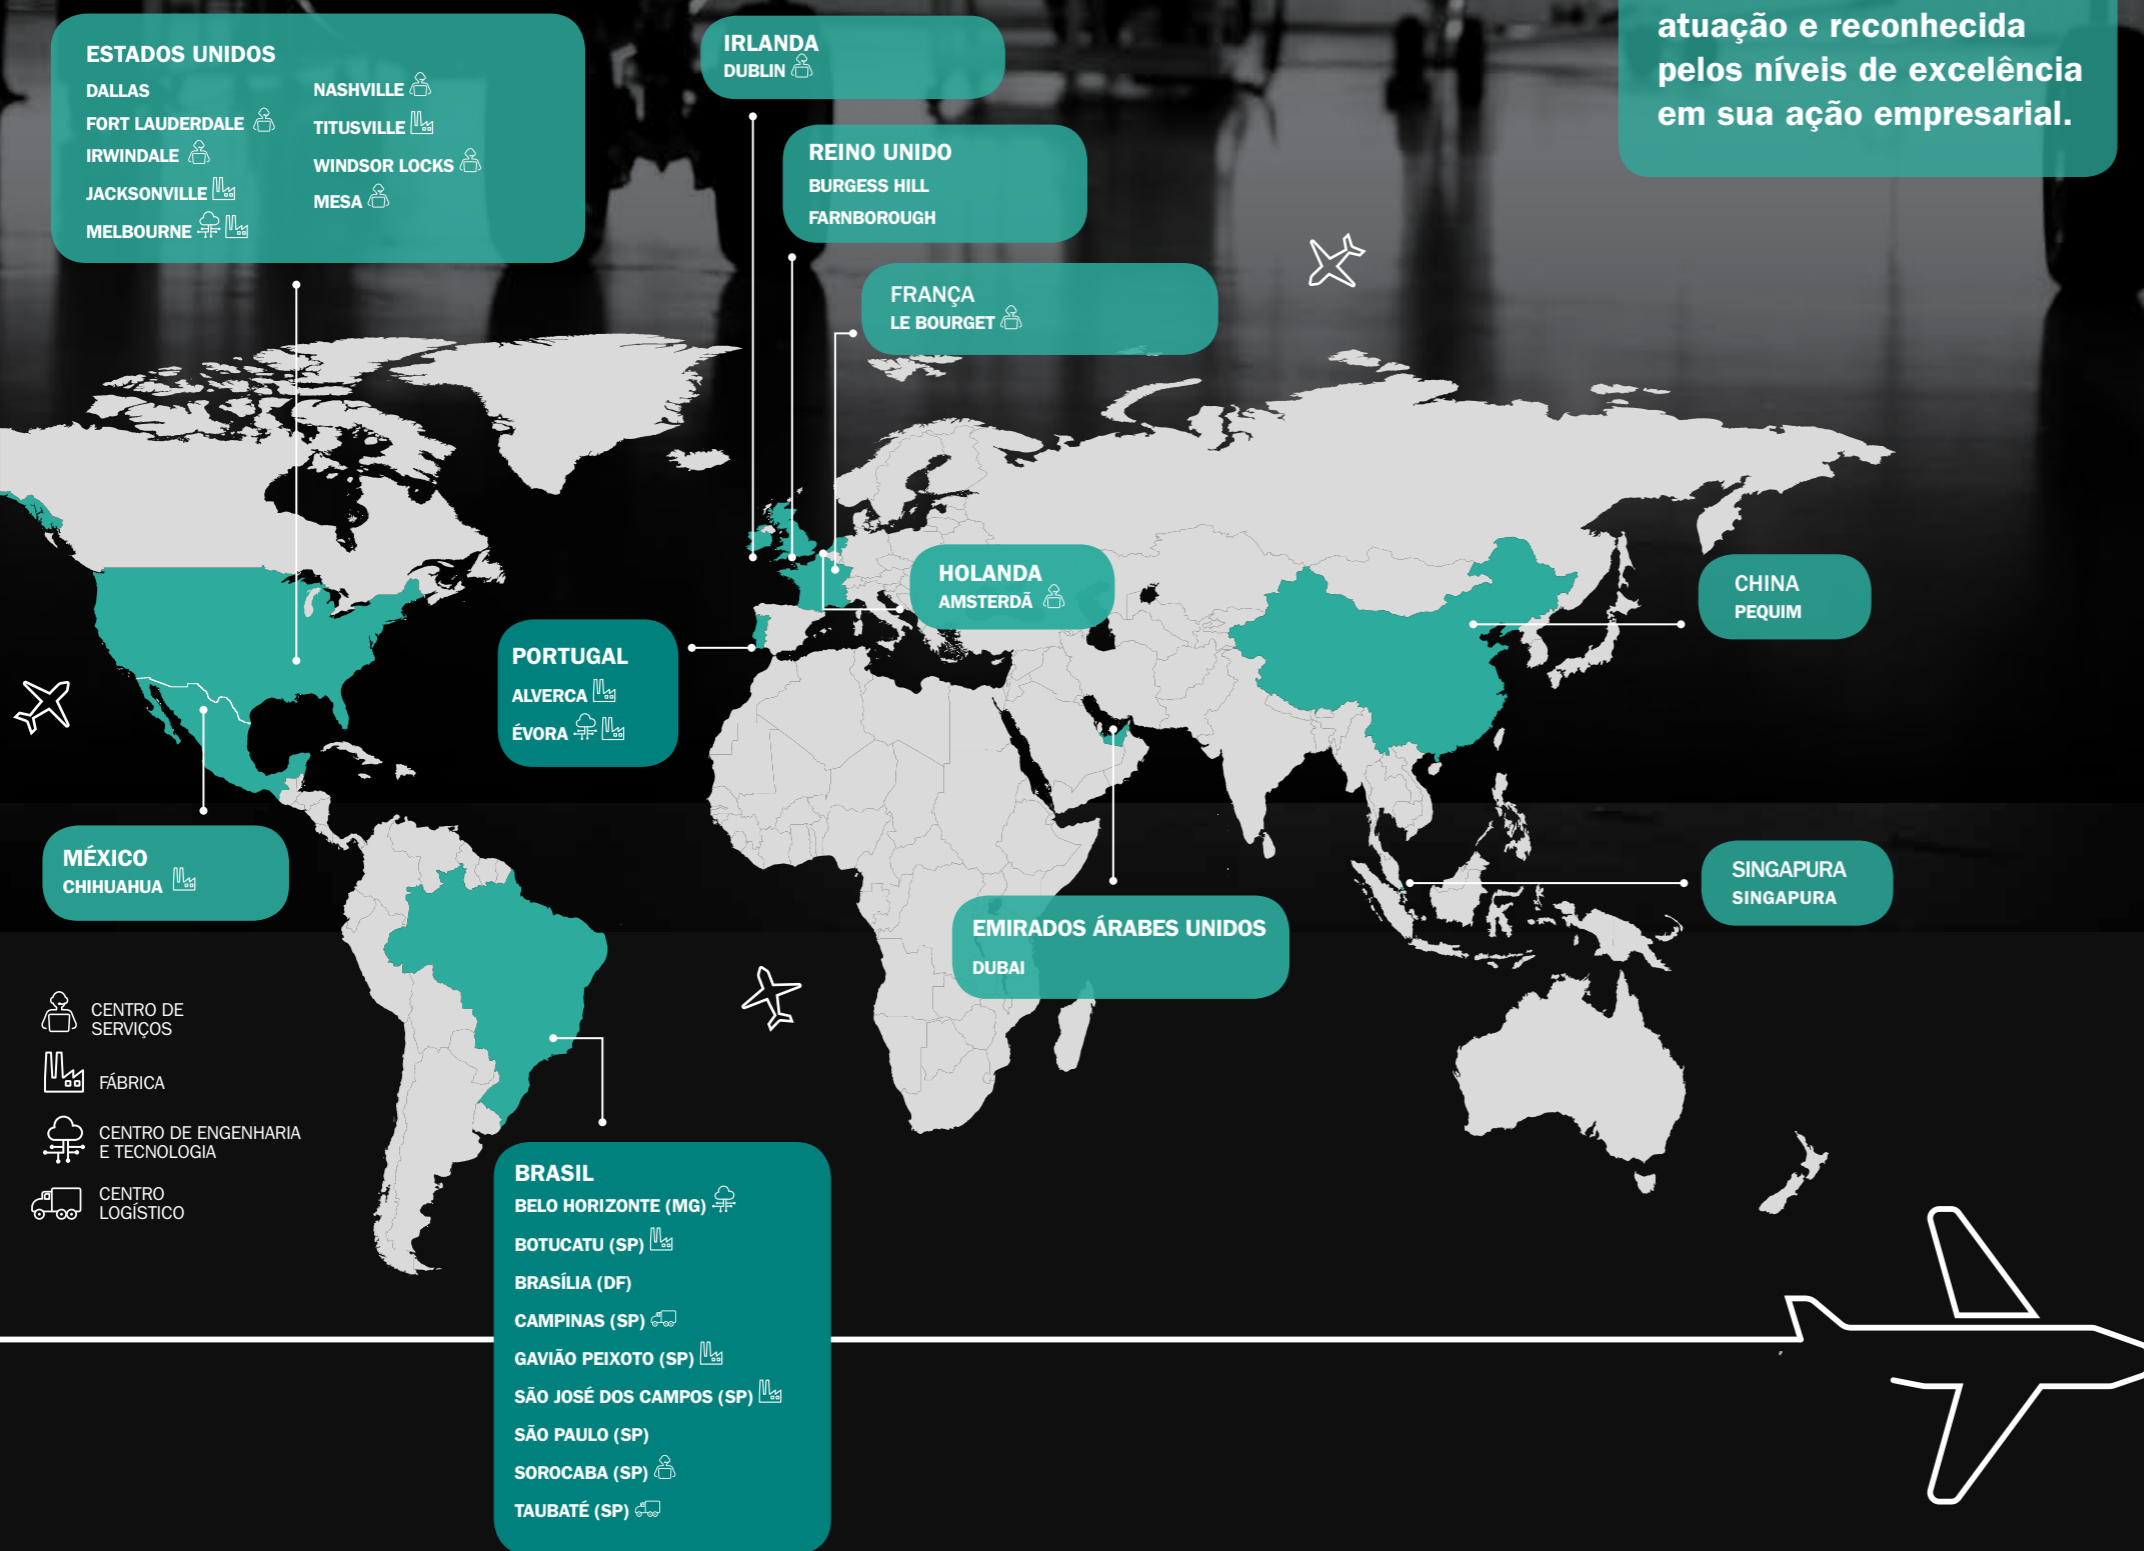 atuação e reconhecida
pelos níveis de excelência
em sua ação empresarial.
ESTADOS UNIDOS
DALLAS
FORT LAUDERDALE
IRWINDALE
JACKSONVILLE
MELBOURNE
NASHVILLE
TITUSVILLE
WINDSOR LOCKS
MESA
IRLANDA
DUBLIN
REINO UNIDO
BURGESS HILL
FARNBOROUGH
FRANÇA
LE BOURGET
HOLANDA
AMSTERDÃ
CHINA
PEQUIM
PORTUGAL
ALVERCA
ÉVORA
MÉXICO
CHIHUAHUA
SINGAPURA
SINGAPURA
EMIRADOS ÁRABES UNIDOS
DUBAI
CENTRO DE
SERVIÇOS
FÁBRICA
CENTRO DE ENGENHARIA
E TECNOLOGIA
CENTRO
LOGÍSTICO
BRASIL
BELO HORIZONTE (MG)
BOTUCATU (SP)
BRASÍLIA (DF)
CAMPINAS (SP)
GAVIÃO PEIXOTO (SP)
SÃO JOSÉ DOS CAMPOS (SP)
SÃO PAULO (SP)
SOROCABA (SP)
TAUBATÉ (SP)